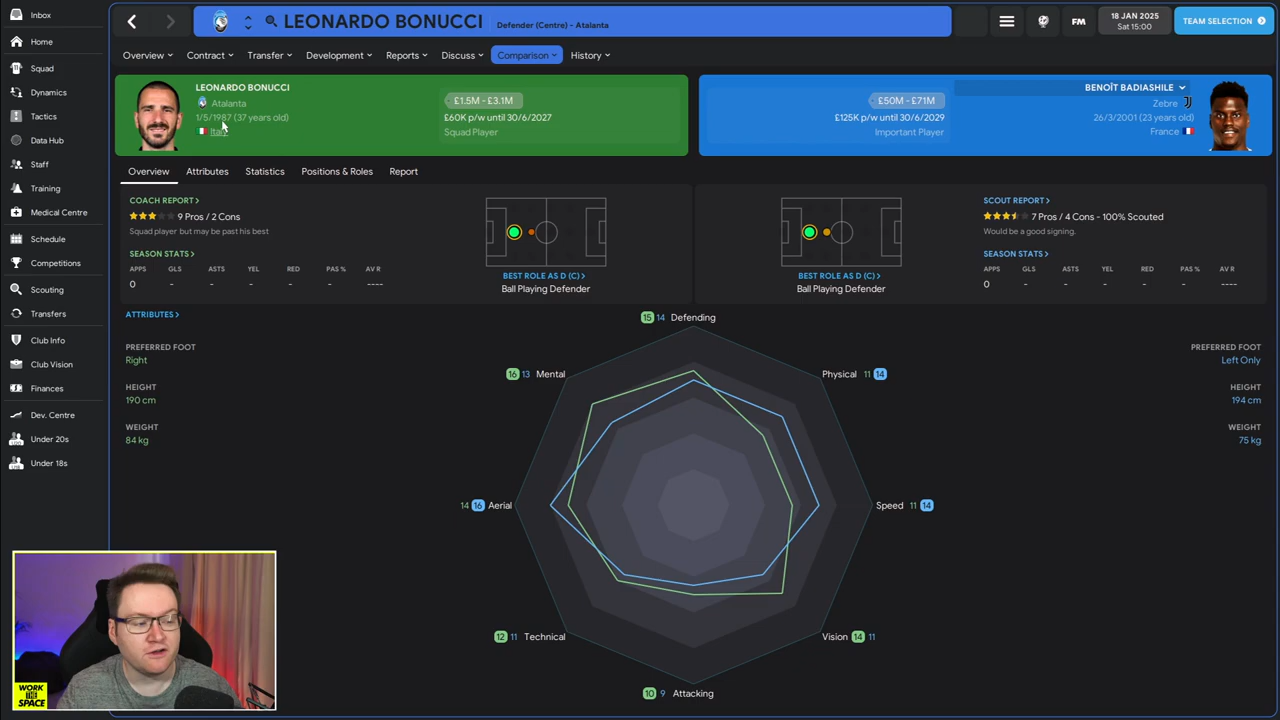 Inbox
LEONARDO BONUCCI
Defender (Centre) - Atalanta
FM
18 JAN 2025
Sat 15:00
TEAM SELECTION
Home
Squad
Dynamics
Tactics
Data Hub
Staff
Training
Medical Centre
Schedule
Competitions
Scouting
Transfers
Club Info
Club Vision
Finances
Dev. Centre
Under 20s
Under 18s
Overview
Contract
Transfer
Development
Reports
Discuss
Comparison
History
LEONARDO BONUCCI
Atalanta
1/5/1987 (37 years old)
Italy
£1.5M - £3.1M
£60K p/w until 30/6/2027
Squad Player
£50M - £71M
£125K p/w until 30/6/2029
Important Player
BENOÎT BADIASHILE
Zebre
26/3/2001 (23 years old)
France
Overview
Attributes
Statistics
Positions & Roles
Report
COACH REPORT
9 Pros / 2 Cons
Squad player but may be past his best
SEASON STATS
APPS GLS ASTS YEL RED PAS % AV R
0 - - - - - ----
BEST ROLE AS D (C)
Ball Playing Defender
BEST ROLE AS D (C)
Ball Playing Defender
SCOUT REPORT
7 Pros / 4 Cons - 100% Scouted
Would be a good signing.
SEASON STATS
APPS GLS ASTS YEL RED PAS % AV R
0 - - - - - ----
ATTRIBUTES
PREFERRED FOOT
Right
HEIGHT
190 cm
WEIGHT
84 kg
15 14 Defending
16 13 Mental
Physical 11 14
14 16 Aerial
Speed 11 14
12 11 Technical
Vision 14 11
10 9 Attacking
PREFERRED FOOT
Left Only
HEIGHT
194 cm
WEIGHT
75 kg
WORK
THE
SPACE